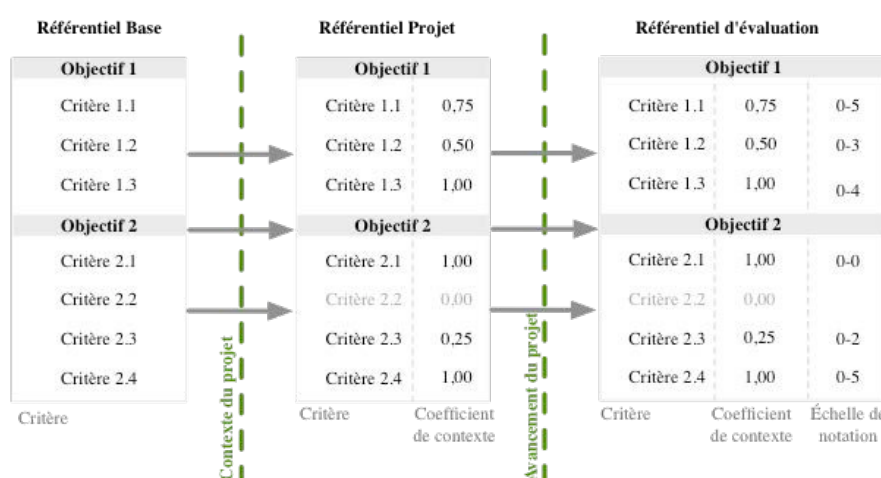 Référentiel Base
Objectif 1
Critère 1.1
Critère 1.2
Critère 1.3
Objectif 2
Critère 2.1
Critère 2.2
Critère 2.3
Critère 2.4
Critère
Contexte du projet
Référentiel Projet
Objectif 1
Critère 1.1 0,75
Critère 1.2 0,50
Critère 1.3 1,00
Objectif 2
Critère 2.1 1,00
Critère 2.2 0,00
Critère 2.3 0,25
Critère 2.4 1,00
Critère
Coefficient
de contexte
Avancement du projet
Référentiel d'évaluation
Objectif 1
Critère 1.1 0,75 0-5
Critère 1.2 0,50 0-3
Critère 1.3 1,00 0-4
Objectif 2
Critère 2.1 1,00 0-0
Critère 2.2 0,00
Critère 2.3 0,25 0-2
Critère 2.4 1,00 0-5
Critère
Coefficient
de contexte
Échelle de
notation